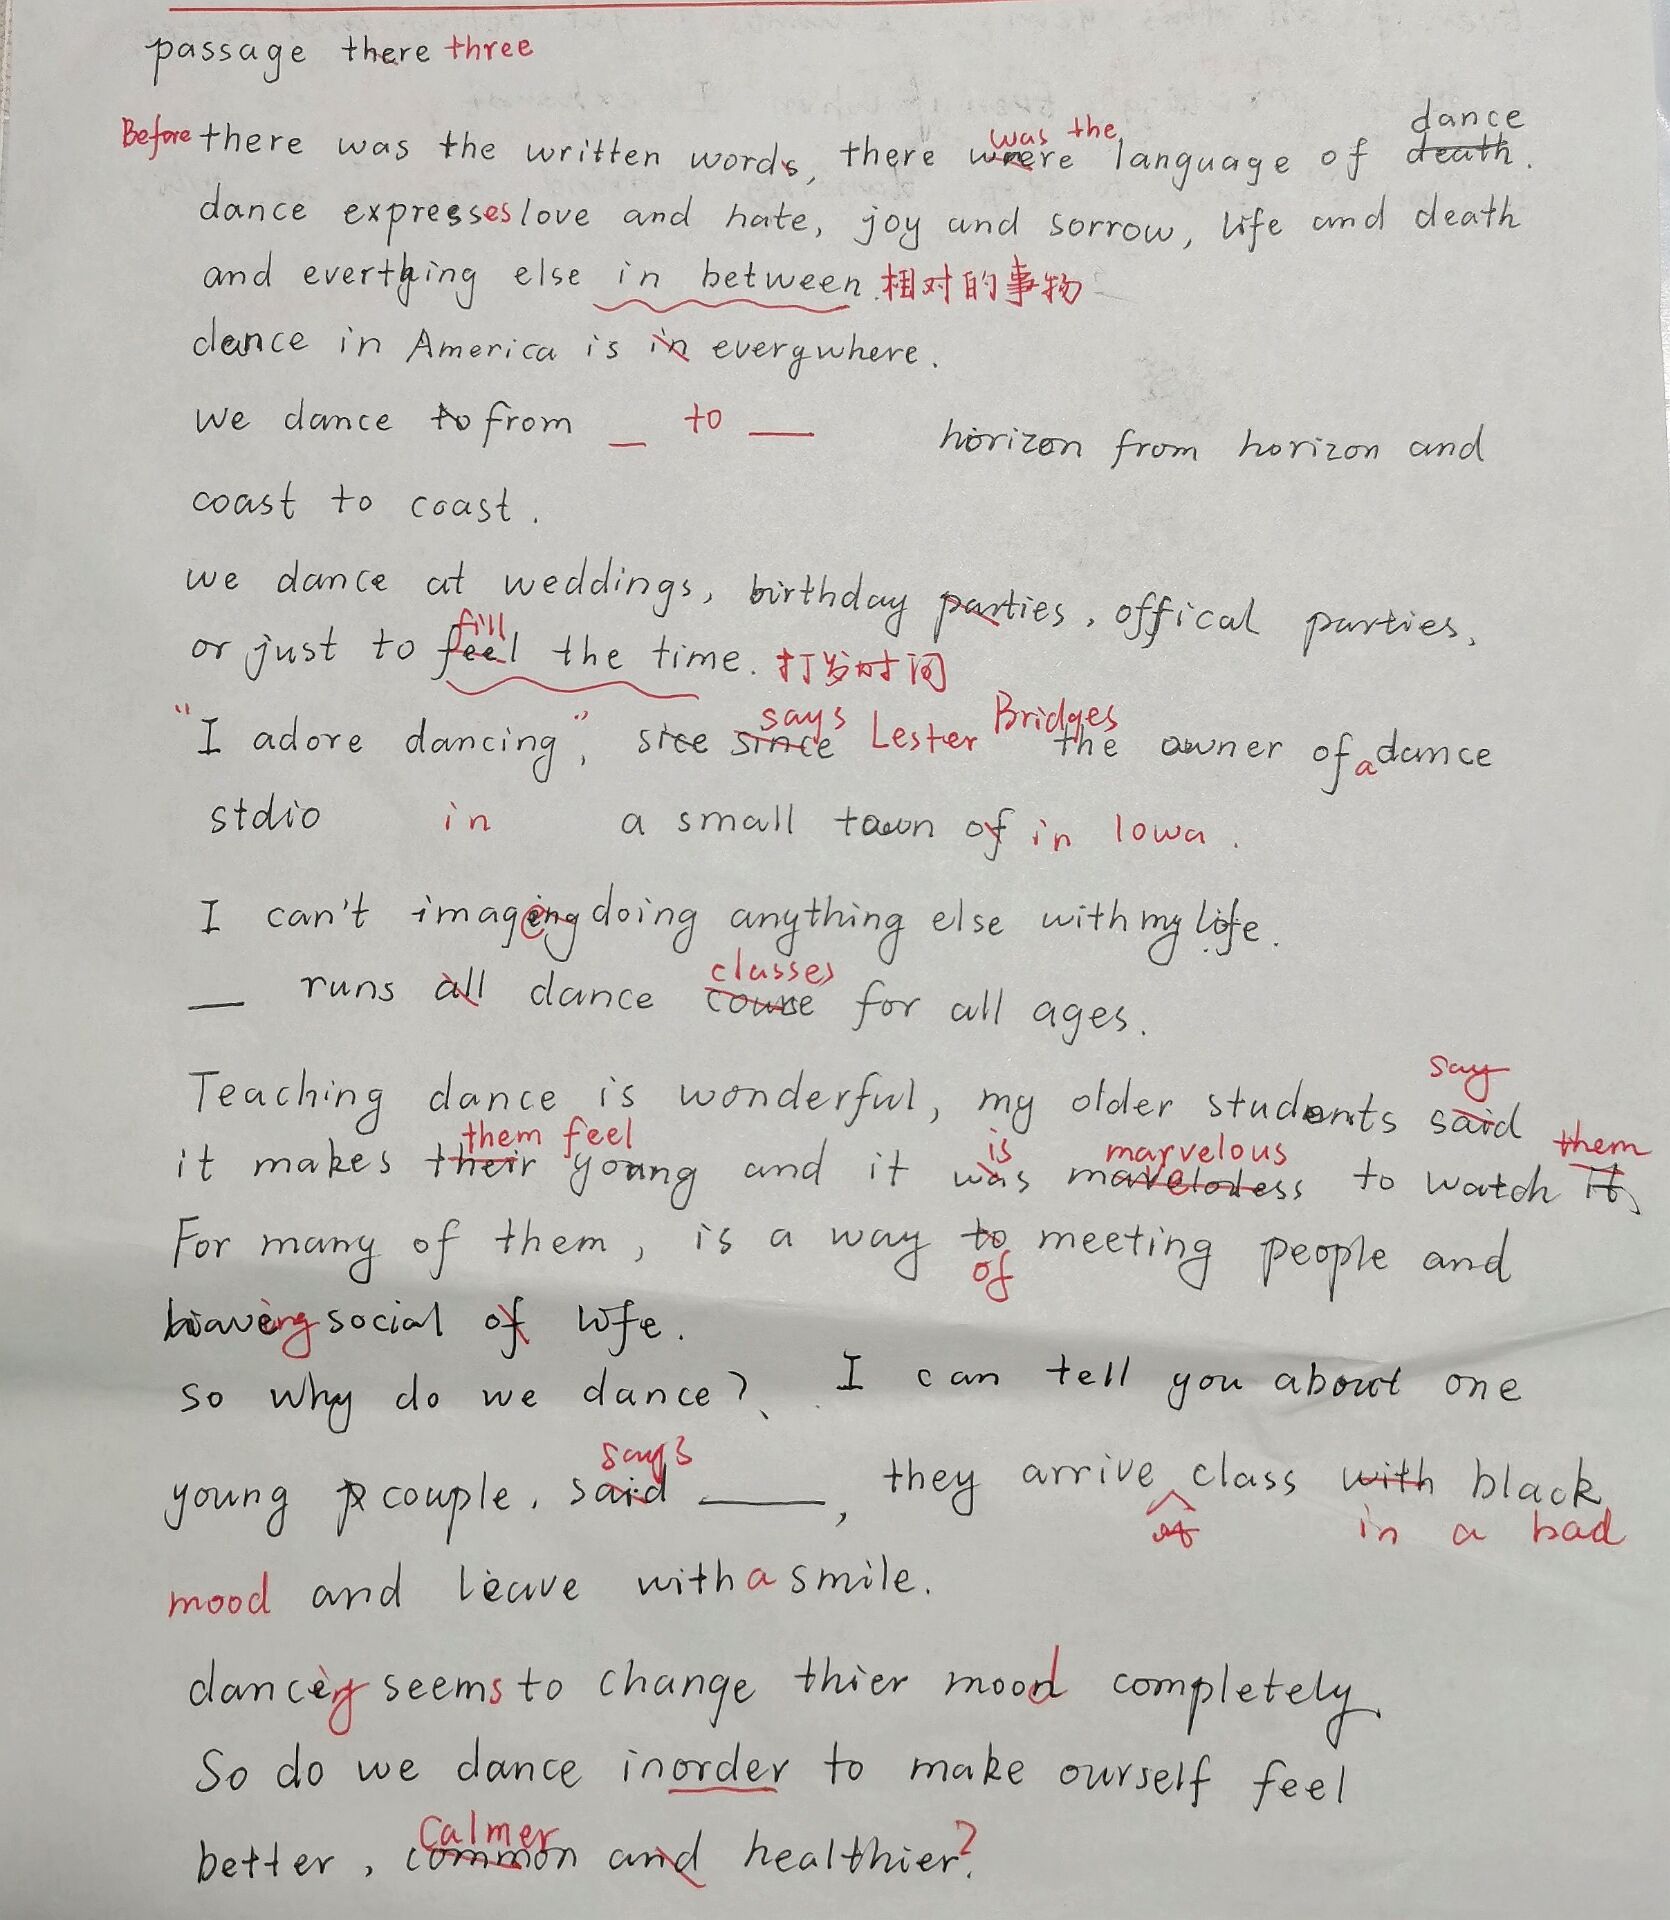 passage there three
Before there was the written words, there were was the language of death dance.
dance expresses love and hate, joy and sorrow, life and death
and everthing else in between. 相对的事物
dance in America is in everywhere.
we dance to from _ to __ horizon from horizon and
coast to coast.
we dance at weddings, birthday parties, offical parties,
or just to feel fill the time. 打发时间
"I adore dancing," sice since says Lester Bridges the owner of a dance
stdio in a small town of in Iowa.
I can't imageing doing anything else with my life.
__ runs all dance course classes for all ages.
Teaching dance is wonderful, my older students said say
it makes their them feel young and it was is maveloless marvelous to watch it them
For many of them, is a way to of meeting people and
having social of life.
so why do we dance? I can tell you about one
young couple. said says ____, they arrive class with black
in a bad
mood and leave with a smile.
dancing seems to change thier mood completely.
So do we dance inorder to make ourself feel
better, common Calmer and healthier?